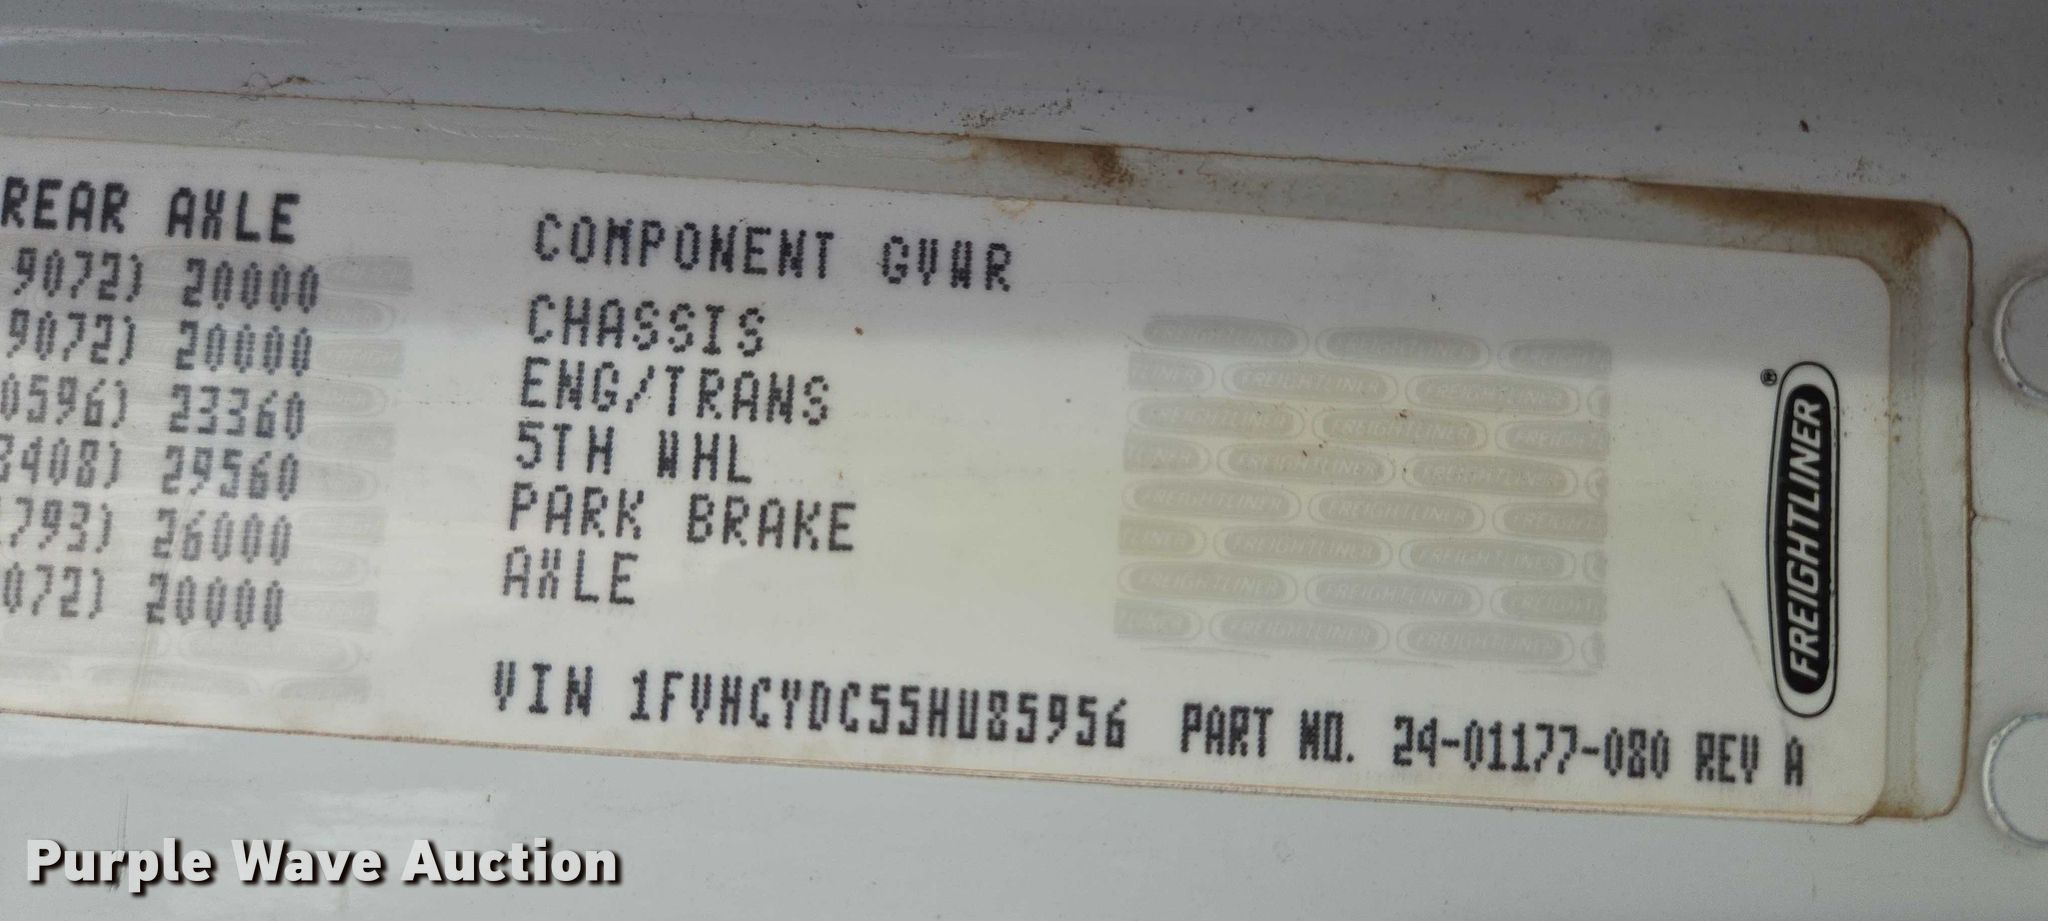 REAR AXLE
9072) 20000
9072) 20000
0596) 23360
3408) 29560
1793) 26000
072) 20000
COMPONENT GVWR
CHASSIS
ENG/TRANS
5TH WHL
PARK BRAKE
AXLE
VIN 1FVHCYDC55HU85956 PART NO. 24-01177-080 REV A
FREIGHTLINER®
Purple Wave Auction